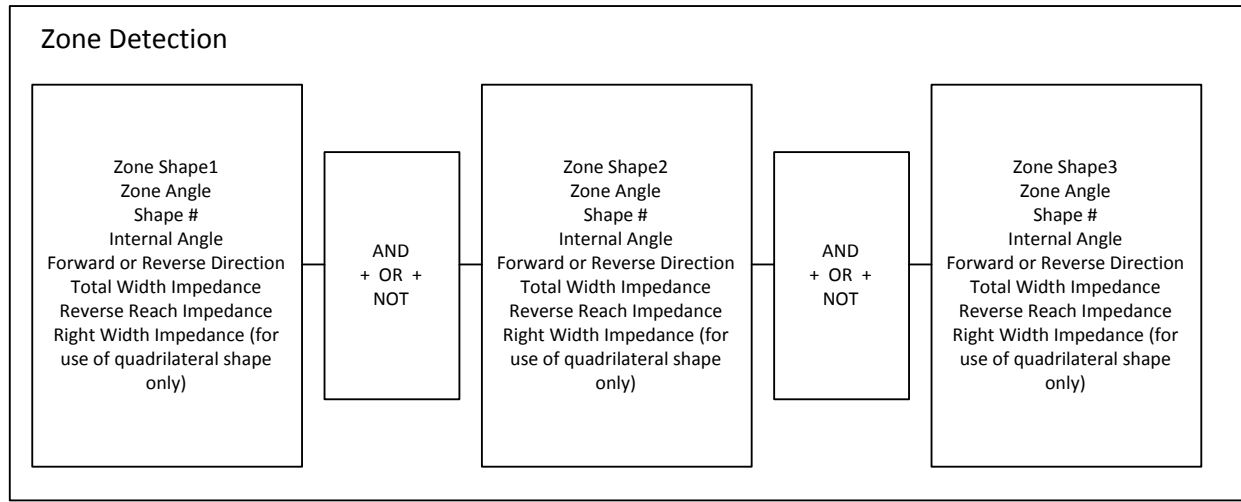 Zone Detection
Zone Shape1
Zone Angle
Shape #
Internal Angle
Forward or Reverse Direction
Total Width Impedance
Reverse Reach Impedance
Right Width Impedance (for
use of quadrilateral shape
only)
AND
+ OR +
NOT
Zone Shape2
Zone Angle
Shape #
Internal Angle
Forward or Reverse Direction
Total Width Impedance
Reverse Reach Impedance
Right Width Impedance (for
use of quadrilateral shape
only)
AND
+ OR +
NOT
Zone Shape3
Zone Angle
Shape #
Internal Angle
Forward or Reverse Direction
Total Width Impedance
Reverse Reach Impedance
Right Width Impedance (for
use of quadrilateral shape
only)